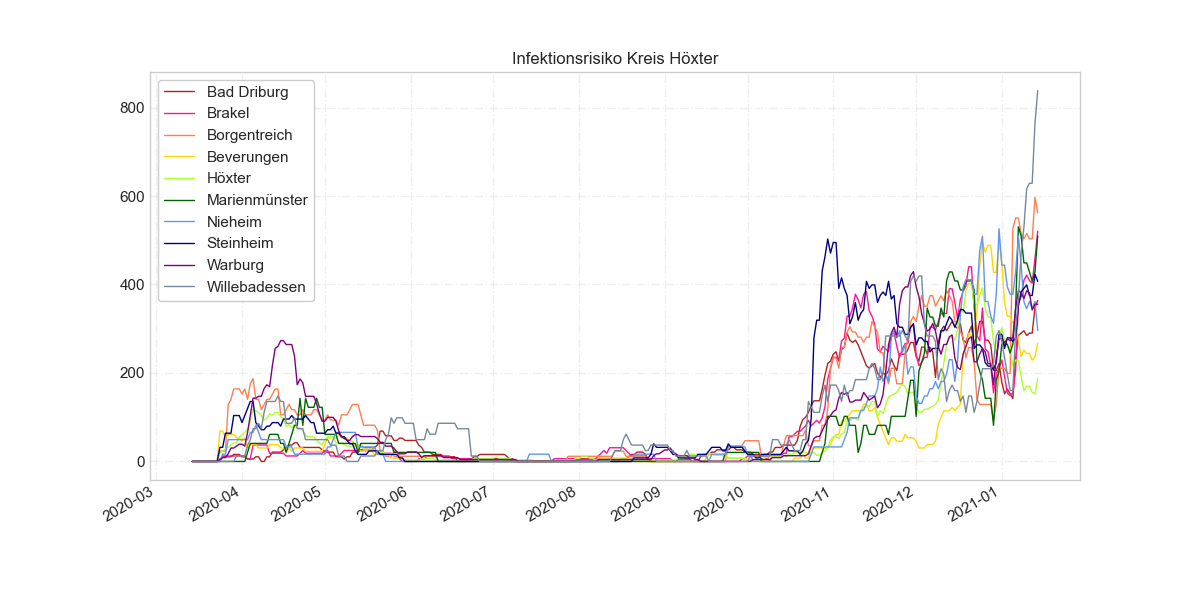 Infektionsrisiko Kreis Höxter
Bad Driburg
Brakel
Borgentreich
Beverungen
Höxter
Marienmünster
Nieheim
Steinheim
Warburg
Willebadessen
800
600
400
200
0
2020-03
2020-04
2020-05
2020-06
2020-07
2020-08
2020-09
2020-10
2020-11
2020-12
2021-01